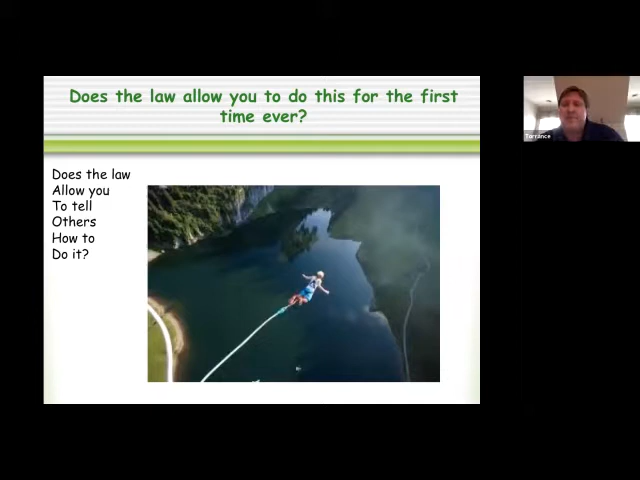 Does the law allow you to do this for the first
time ever?
Does the law
Allow you
To tell
Others
How to
Do it?
Torrance